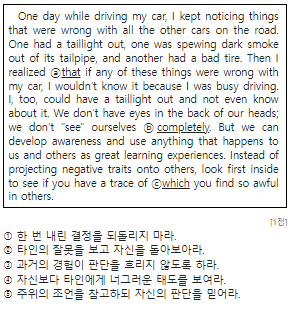 One day while driving my car, I kept noticing things
that were wrong with all the other cars on the road.
One had a taillight out, one was spewing dark smoke
out of its tailpipe, and another had a bad tire. Then I
realized ⓐthat if any of these things were wrong with
my car, I wouldn't know it because I was busy driving.
I, too, could have a taillight out and not even know
about it. We don't have eyes in the back of our heads;
we don't "see" ourselves ⓑ completely. But we can
develop awareness and use anything that happens to
us and others as great learning experiences. Instead of
projecting negative traits onto others, look first inside
to see if you have a trace of ⓒwhich you find so awful
in others.
[1전]
① 한 번 내린 결정을 되돌리지 마라.
② 타인의 잘못을 보고 자신을 돌아보아라.
③ 과거의 경험이 판단을 흐리지 않도록 하라.
④ 자신보다 타인에게 너그러운 태도를 보여라.
⑤ 주위의 조언을 참고하되 자신의 판단을 믿어라.